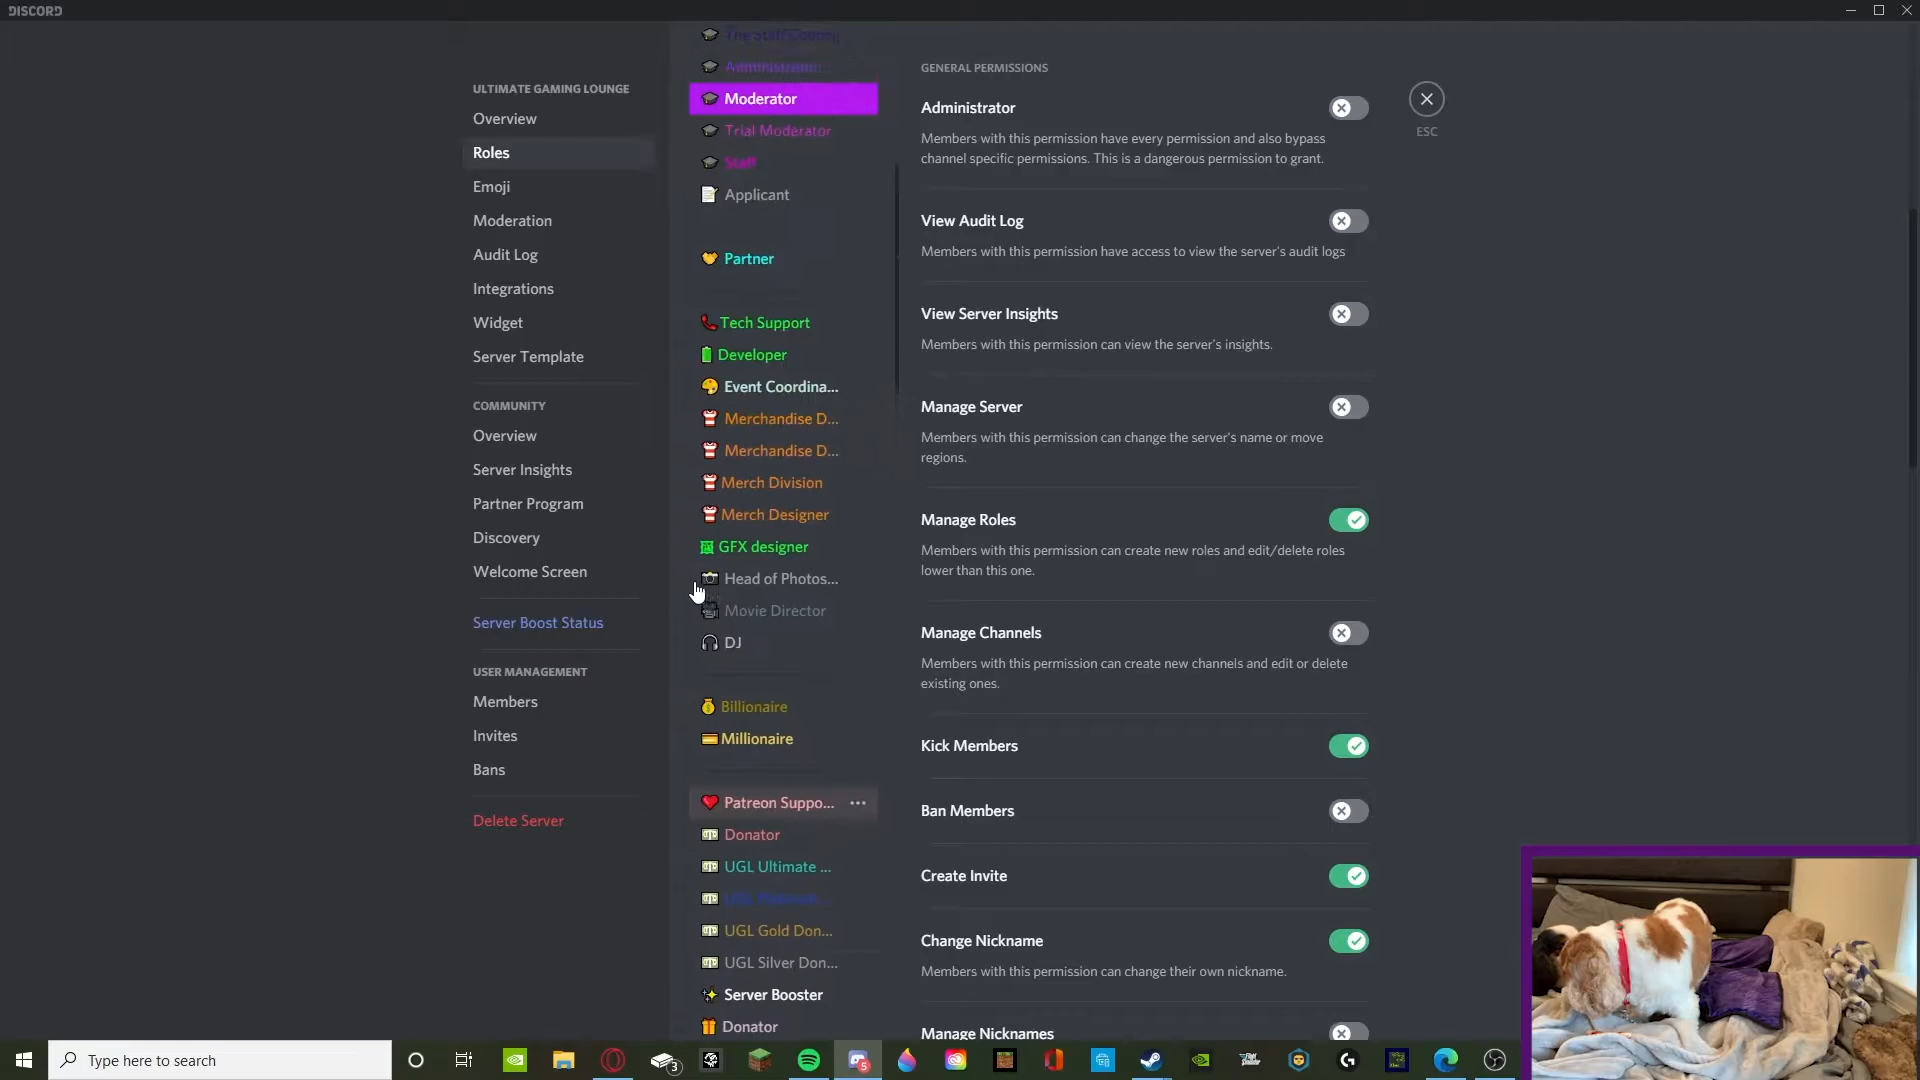 DISCORD
ULTIMATE GAMING LOUNGE
Overview
Roles
Emoji
Moderation
Audit Log
Integrations
Widget
Server Template
COMMUNITY
Overview
Server Insights
Partner Program
Discovery
Welcome Screen
Server Boost Status
USER MANAGEMENT
Members
Invites
Bans
Delete Server
Moderator
Trial Moderator
Staff
Applicant
Partner
Tech Support
Developer
Event Coordina...
Merchandise D...
Merchandise D...
Merch Division
Merch Designer
GFX designer
Head of Photos...
Movie Director
DJ
Billionaire
Millionaire
Patreon Suppo...
Donator
UGL Ultimate ...
UGL Gold Don...
UGL Silver Don...
Server Booster
Donator
GENERAL PERMISSIONS
Administrator
Members with this permission have every permission and also bypass
channel specific permissions. This is a dangerous permission to grant.
View Audit Log
Members with this permission have access to view the server's audit logs
View Server Insights
Members with this permission can view the server's insights.
Manage Server
Members with this permission can change the server's name or move
regions.
Manage Roles
Members with this permission can create new roles and edit/delete roles
lower than this one.
Manage Channels
Members with this permission can create new channels and edit or delete
existing ones.
Kick Members
Ban Members
Create Invite
Change Nickname
Members with this permission can change their own nickname.
Manage Nicknames
ESC
Type here to search
3
5